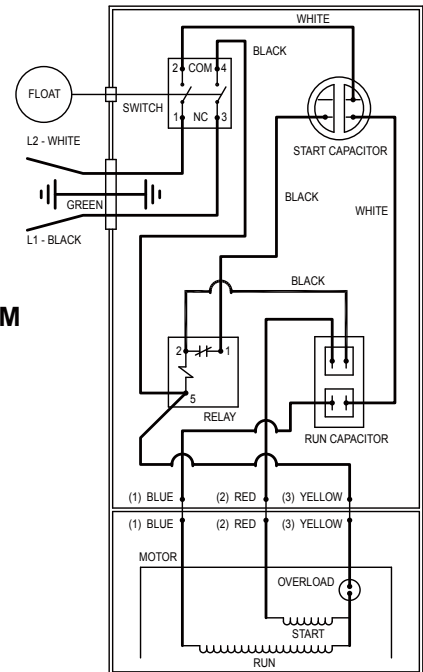 WHITE
2 COM 4
BLACK
FLOAT
SWITCH
1 NC 3
L2 - WHITE
START CAPACITOR
GREEN
BLACK
WHITE
L1 - BLACK
BLACK
M
2 1
5
RELAY
RUN CAPACITOR
(1) BLUE (2) RED (3) YELLOW
(1) BLUE (2) RED (3) YELLOW
MOTOR
OVERLOAD
START
RUN